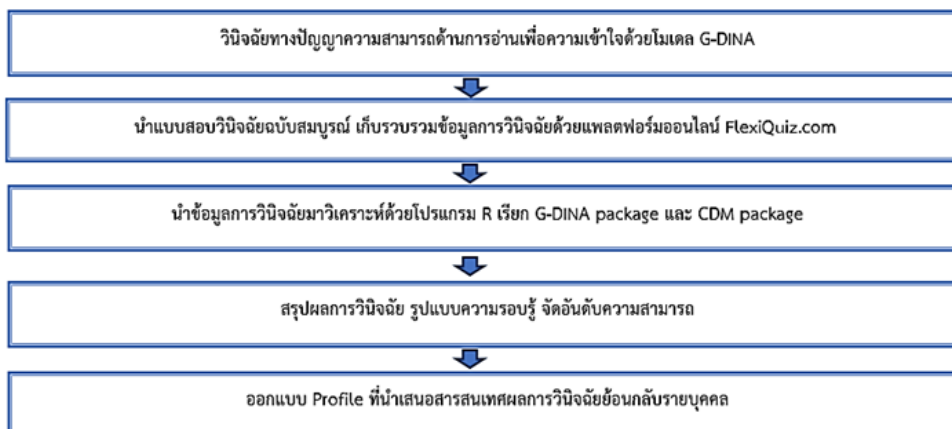 วินิจฉัยทางปัญญาความสามารถด้านการอ่านเพื่อความเข้าใจด้วยโมเดล G-DINA
นำแบบสอบวินิจฉัยฉบับสมบูรณ์ เก็บรวบรวมข้อมูลการวินิจฉัยด้วยแพลตฟอร์มออนไลน์ FlexiQuiz.com
นำข้อมูลการวินิจฉัยมาวิเคราะห์ด้วยโปรแกรม R เรียก G-DINA package และ CDM package
สรุปผลการวินิจฉัย รูปแบบความรอบรู้ จัดอันดับความสามารถ
ออกแบบ Profile ที่นำเสนอสารสนเทศผลการวินิจฉัยย้อนกลับรายบุคคล